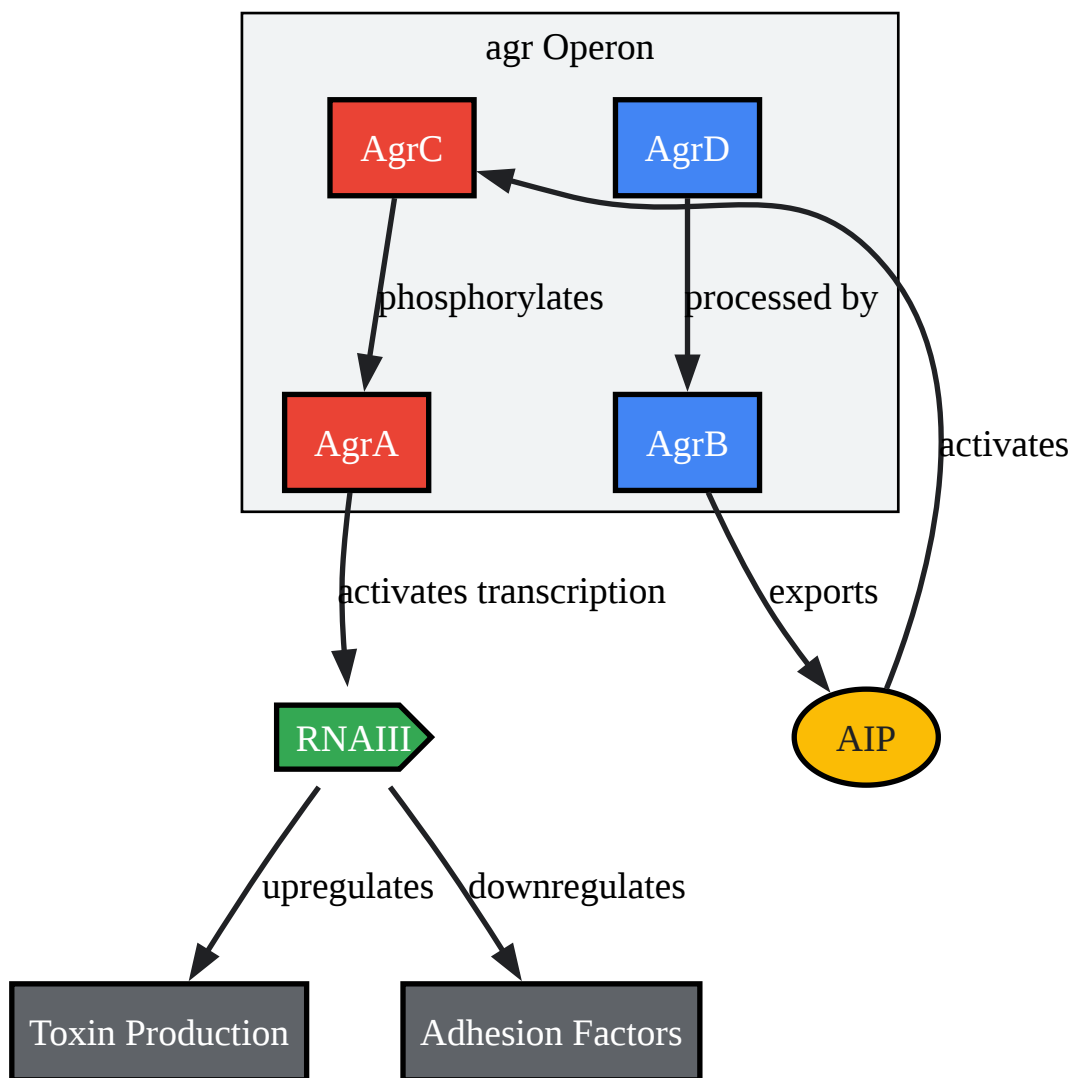 agr Operon
AgrC
AgrD
phosphorylates
processed by
AgrA
AgrB
activates
activates transcription
exports
RNAIII
AIP
upregulates
downregulates
Toxin Production
Adhesion Factors